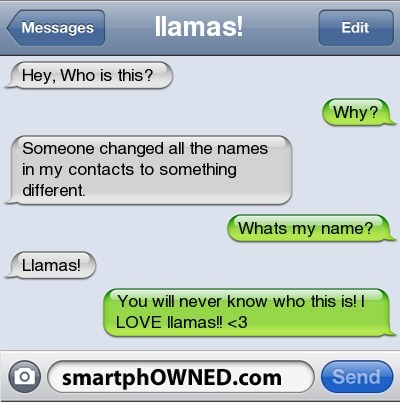 Messages
llamas!
Edit
Hey, Who is this?
Why?
Someone changed all the names
in my contacts to something
different.
Whats my name?
Llamas!
You will never know who this is! I
LOVE llamas!! <3
smartphOWNED.com
Send